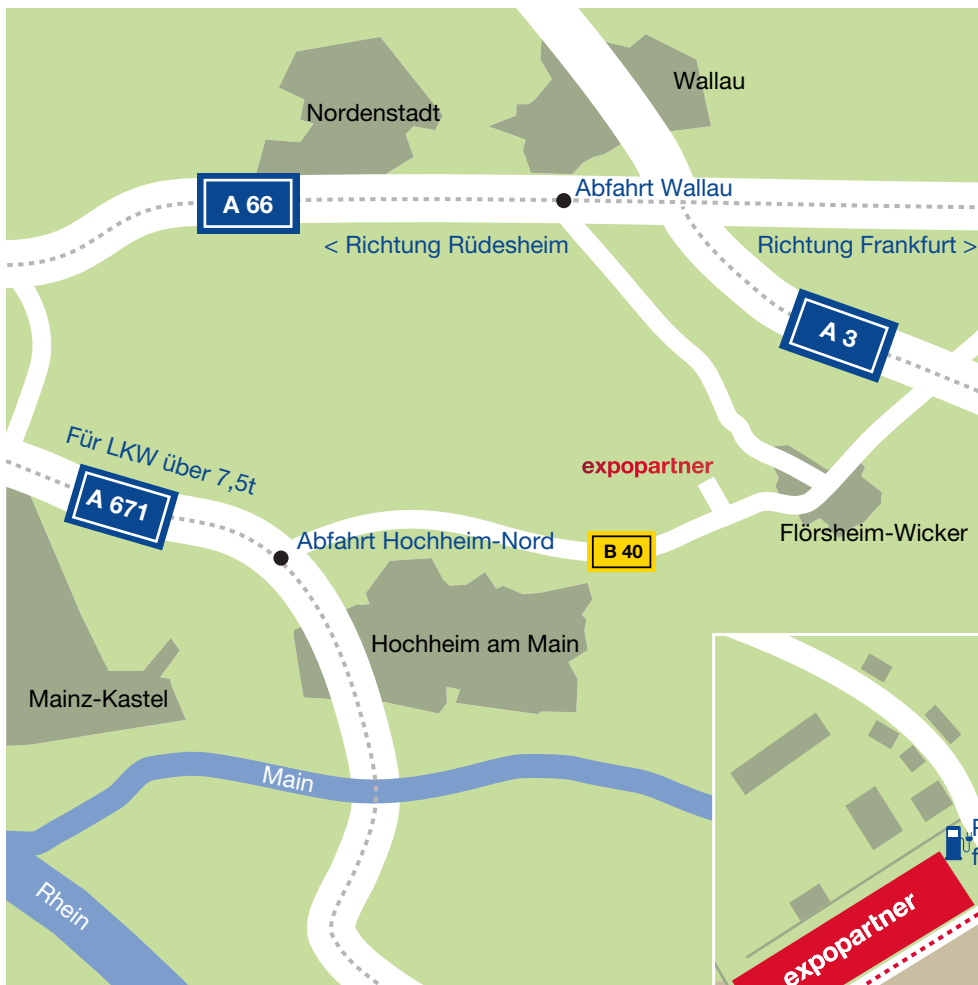 Wallau
Nordenstadt
Abfahrt Wallau
A 66
< Richtung Rüdesheim
Richtung Frankfurt >
A 3
Für LKW über 7,5t
expopartner
A 671
Abfahrt Hochheim-Nord
B 40
Flörsheim-Wicker
Hochheim am Main
Mainz-Kastel
Main
Rhein
expopartner